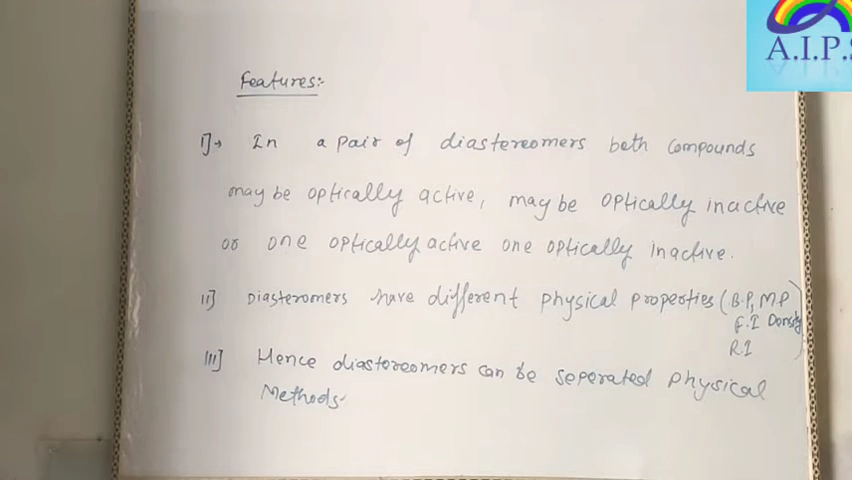 A.I.P.S
Features:-
I]→ In a pair of diastereomers both compounds
may be optically active, may be optically inactive
or one optically active one optically inactive.
II] Diasteromers have different physical properties (B.P, M.P
F.I Density
R.I )
III] Hence diastereomers can be seperated physical
Methods.